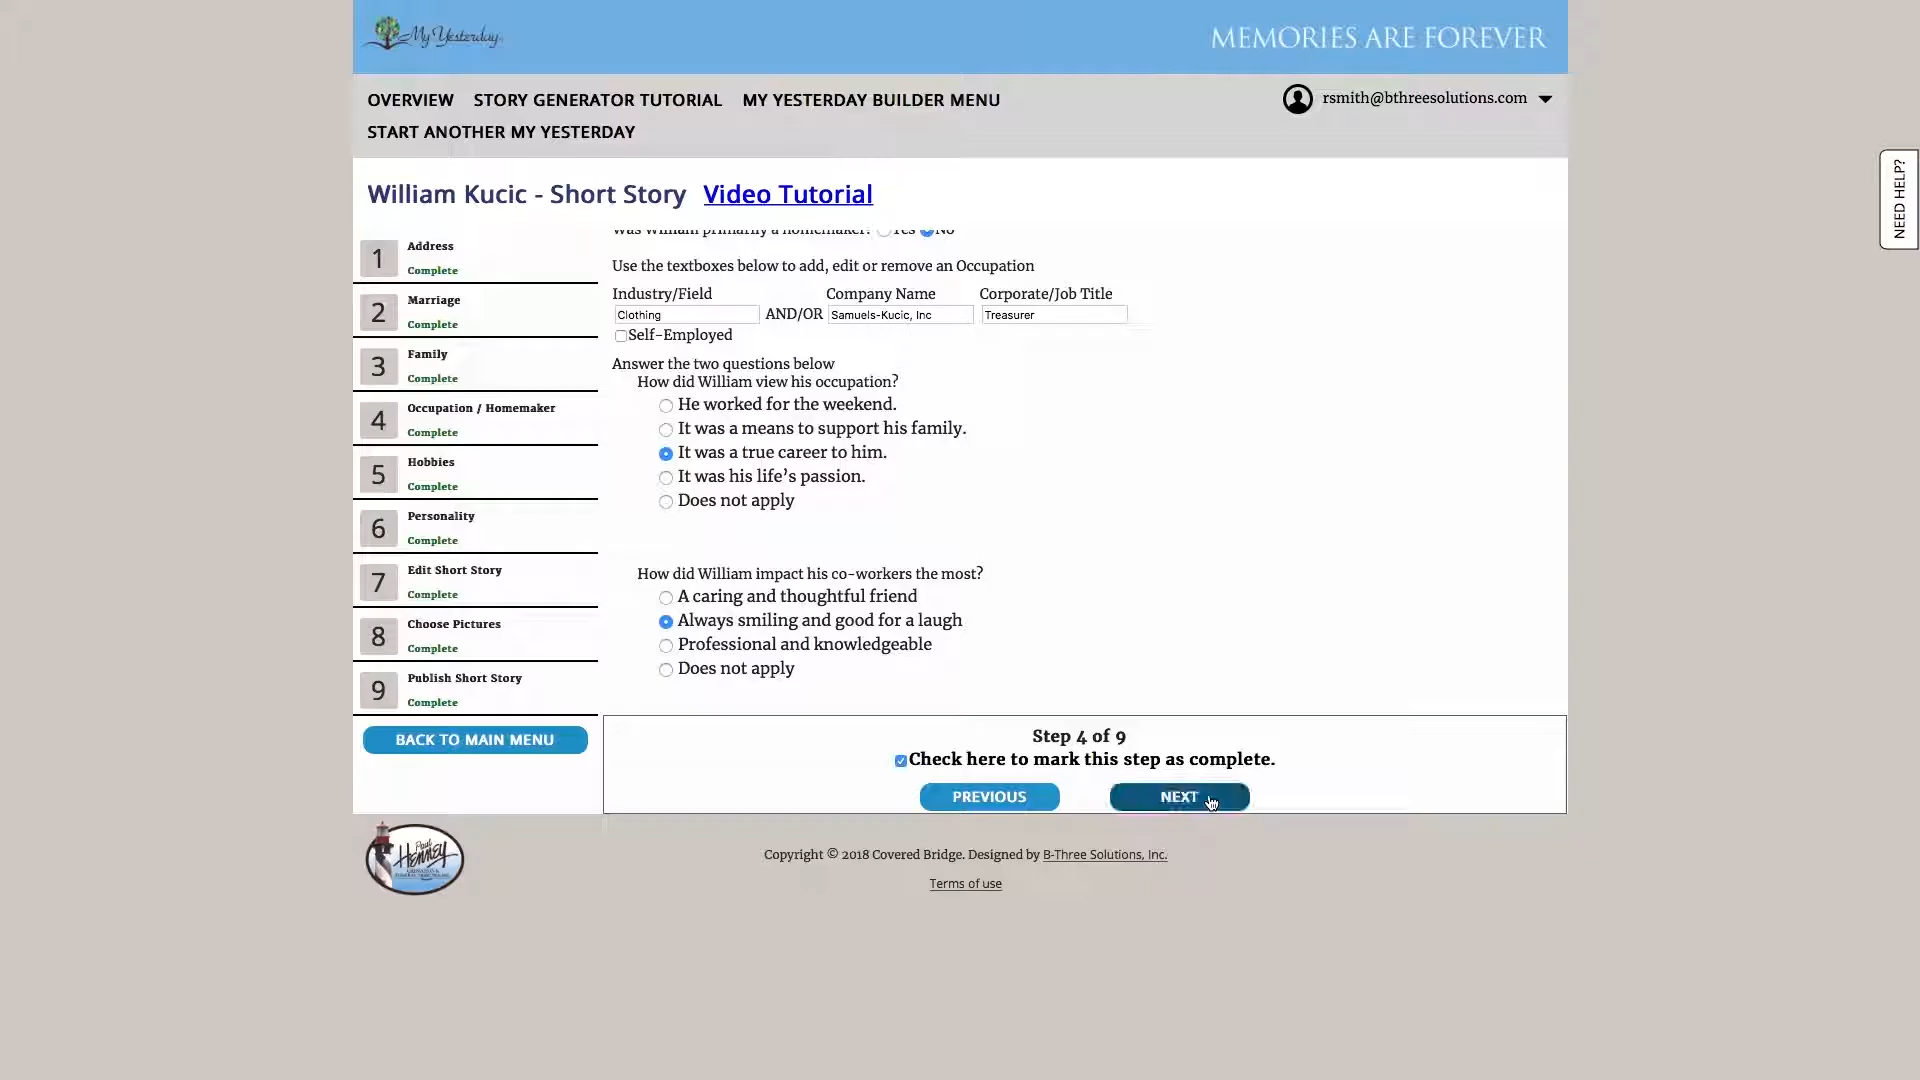 My Yesterday
MEMORIES ARE FOREVER
OVERVIEW STORY GENERATOR TUTORIAL MY YESTERDAY BUILDER MENU
START ANOTHER MY YESTERDAY
rsmith@bthreesolutions.com
NEED HELP?
William Kucic - Short Story Video Tutorial
1 Address
Complete
2 Marriage
Complete
3 Family
Complete
4 Occupation / Homemaker
Complete
5 Hobbies
Complete
6 Personality
Complete
7 Edit Short Story
Complete
8 Choose Pictures
Complete
9 Publish Short Story
Complete
BACK TO MAIN MENU
Was William primarily a homemaker? Yes No
Use the textboxes below to add, edit or remove an Occupation
Industry/Field Company Name Corporate/Job Title
Clothing AND/OR Samuels-Kucic, Inc Treasurer
Self-Employed
Answer the two questions below
How did William view his occupation?
He worked for the weekend.
It was a means to support his family.
It was a true career to him.
It was his life's passion.
Does not apply
How did William impact his co-workers the most?
A caring and thoughtful friend
Always smiling and good for a laugh
Professional and knowledgeable
Does not apply
Step 4 of 9
Check here to mark this step as complete.
PREVIOUS NEXT
Paul
Henney
Copyright © 2018 Covered Bridge. Designed by B-Three Solutions, Inc.
Terms of use